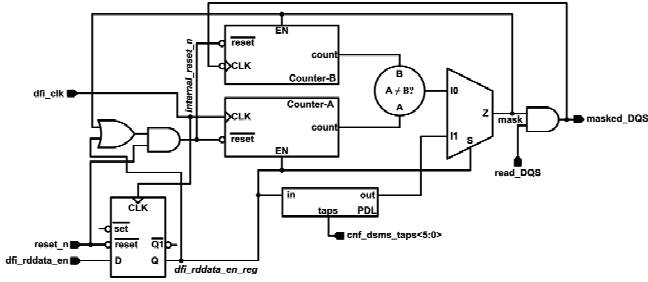 EN
reset
count
CLK
Counter-B
internal_reset_n
dfi_clk
B
A ≠ B?
A
I0
Z
I1
S
mask
masked_DQS
read_DQS
Counter-A
CLK
count
reset
EN
in
out
taps
PDL
cnf_dsms_taps<5:0>
CLK
set
reset_n
reset
Q1
dfi_rddata_en
D
Q
dfi_rddata_en_reg